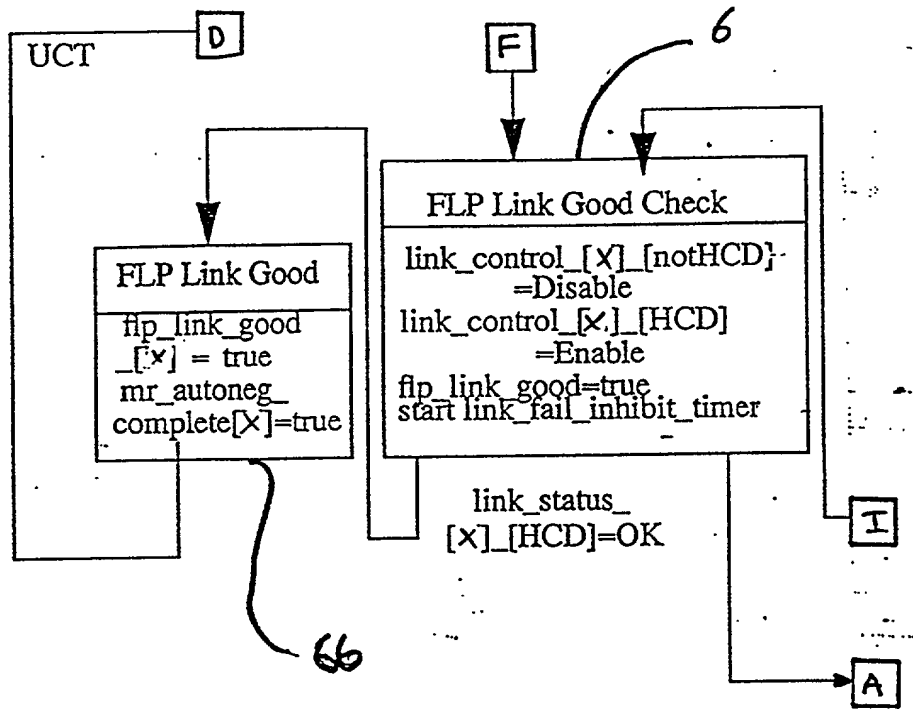 D
UCT
F
6
FLP Link Good Check
link_control_[X]_[notHCD}
=Disable
link_control_[X.]_[HCD]
=Enable
flp_link_good=true
start link_fail_inhibit_timer
FLP Link Good
flp_link_good
_[X] = true
mr_autoneg_
complete[X]=true
link_status_
[X]_[HCD]=OK
I
66
A